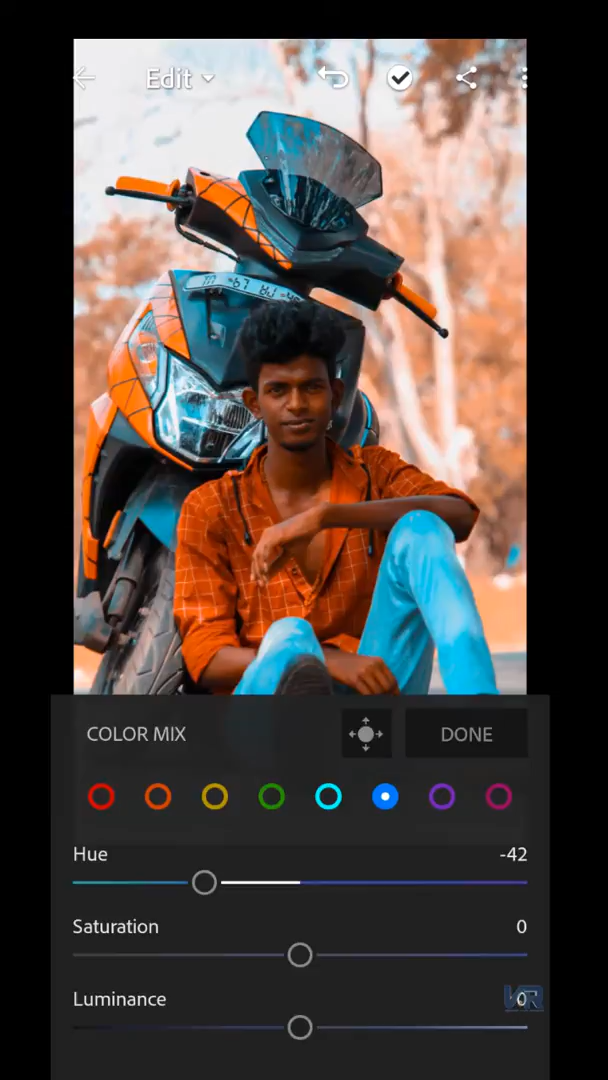 Edit
COLOR MIX
DONE
Hue
-42
Saturation
0
Luminance
0